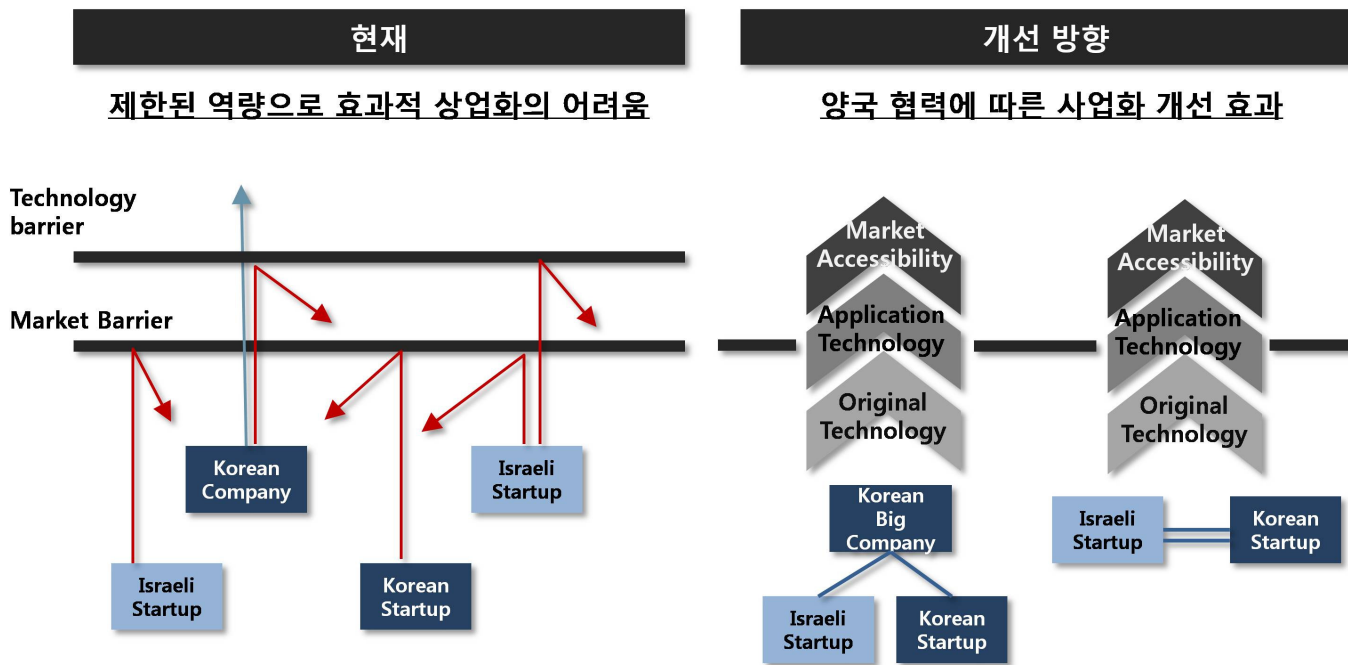 현재
제한된 역량으로 효과적 상업화의 어려움
Technology
barrier
Market Barrier
Korean
Company
Israeli
Startup
Israeli
Startup
Korean
Startup
개선 방향
양국 협력에 따른 사업화 개선 효과
Market
Accessibility
Application
Technology
Original
Technology
Market
Accessibility
Application
Technology
Original
Technology
Korean
Big
Company
Israeli
Startup
Korean
Startup
Israeli
Startup
Korean
Startup